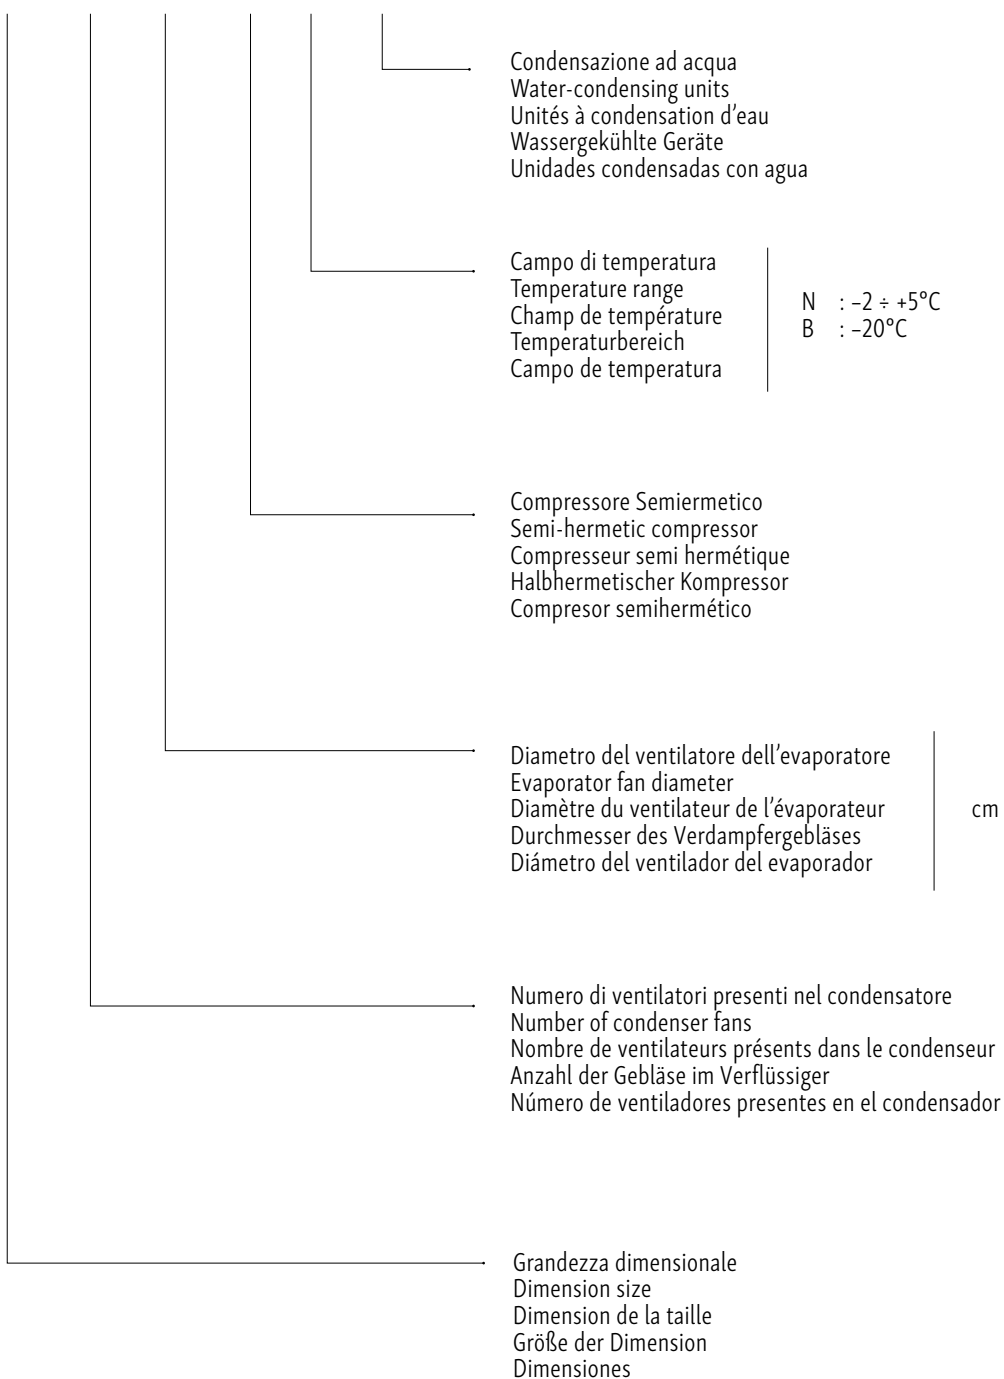 Condensazione ad acqua
Water-condensing units
Unités à condensation d'eau
Wassergekühlte Geräte
Unidades condensadas con agua
Campo di temperatura
Temperature range
Champ de température
Temperaturbereich
Campo de temperatura
N : –2 ÷ +5°C
B : –20°C
Compressore Semiermetico
Semi-hermetic compressor
Compresseur semi hermétique
Halbhermetischer Kompressor
Compresor semihermético
Diametro del ventilatore dell'evaporatore
Evaporator fan diameter
Diamètre du ventilateur de l'évaporateur
Durchmesser des Verdampfergebläses
Diámetro del ventilador del evaporador
cm
Numero di ventilatori presenti nel condensatore
Number of condenser fans
Nombre de ventilateurs présents dans le condenseur
Anzahl der Gebläse im Verflüssiger
Número de ventiladores presentes en el condensador
Grandezza dimensionale
Dimension size
Dimension de la taille
Größe der Dimension
Dimensiones